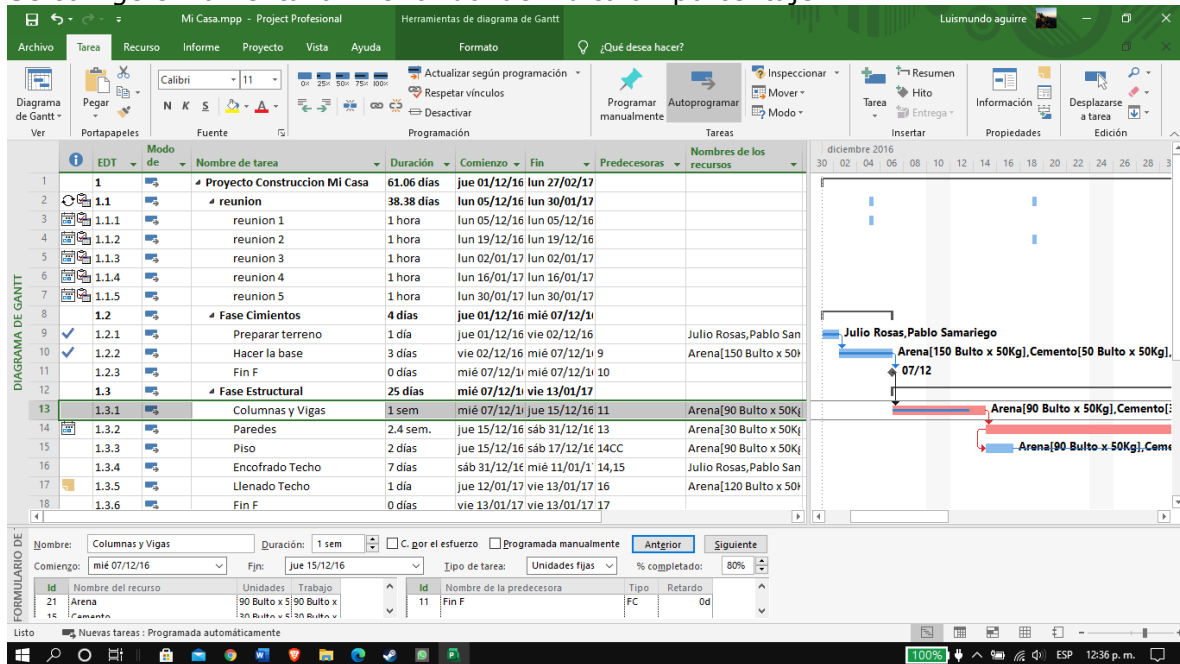 Mi Casa.mpp - Project Profesional
Herramientas de diagrama de Gantt
Luismundo aguirre
Archivo Tarea Recurso Informe Proyecto Vista Ayuda Formato ¿Qué desea hacer?
Diagrama de Gantt
Ver
Pegar
Portapapeles
Calibri 11
N K S A
Fuente
0× 25× 50× 75× 100×
Actualizar según programación
Respetar vínculos
Desactivar
Programación
Programar manualmente
Autoprogramar
Inspeccionar
Mover
Modo
Tareas
Tarea
Resumen
Hito
Entrega
Insertar
Información
Propiedades
Desplazarse a tarea
Edición
EDT Modo de Nombre de tarea Duración Comienzo Fin Predecesoras Nombres de los recursos
diciembre 2016
30 02 04 06 08 10 12 14 16 18 20 22 24 26 28 3
1 1 Proyecto Construccion Mi Casa 61.06 días jue 01/12/16 lun 27/02/17
2 1.1 reunion 38.38 días lun 05/12/16 lun 30/01/17
3 1.1.1 reunion 1 1 hora lun 05/12/16 lun 05/12/16
4 1.1.2 reunion 2 1 hora lun 19/12/16 lun 19/12/16
5 1.1.3 reunion 3 1 hora lun 02/01/17 lun 02/01/17
6 1.1.4 reunion 4 1 hora lun 16/01/17 lun 16/01/17
7 1.1.5 reunion 5 1 hora lun 30/01/17 lun 30/01/17
8 1.2 Fase Cimientos 4 días jue 01/12/16 mié 07/12/1
9 1.2.1 Preparar terreno 1 día jue 01/12/16 vie 02/12/16 Julio Rosas,Pablo San Julio Rosas,Pablo Samariego
10 1.2.2 Hacer la base 3 días vie 02/12/16 mié 07/12/1 9 Arena[150 Bulto x 50K Arena[150 Bulto x 50Kg],Cemento[50 Bulto x 50Kg],
11 1.2.3 Fin F 0 días mié 07/12/1 mié 07/12/1 10 07/12
12 1.3 Fase Estructural 25 días mié 07/12/1 vie 13/01/17
13 1.3.1 Columnas y Vigas 1 sem mié 07/12/1 jue 15/12/16 11 Arena[90 Bulto x 50Kg Arena[90 Bulto x 50Kg],Cemento[3
14 1.3.2 Paredes 2.4 sem. jue 15/12/16 sáb 31/12/16 13 Arena[30 Bulto x 50Kg
15 1.3.3 Piso 2 días jue 15/12/16 sáb 17/12/16 14CC Arena[90 Bulto x 50Kg Arena[90 Bulto x 50Kg],Ceme
16 1.3.4 Encofrado Techo 7 días sáb 31/12/16 mié 11/01/1 14,15 Julio Rosas,Pablo San
17 1.3.5 Llenado Techo 1 día jue 12/01/17 vie 13/01/17 16 Arena[120 Bulto x 50K
18 1.3.6 Fin F 0 días vie 13/01/17 vie 13/01/17 17
DIAGRAMA DE GANTT
FORMULARIO DE
Nombre: Columnas y Vigas Duración: 1 sem C. por el esfuerzo Programada manualmente Anterior Siguiente
Comienzo: mié 07/12/16 Fin: jue 15/12/16 Tipo de tarea: Unidades fijas % completado: 80%
Id Nombre del recurso Unidades Trabajo Id Nombre de la predecesora Tipo Retardo
21 Arena 90 Bulto x 5 90 Bulto x 11 Fin F FC 0d
15 Cemento 30 Bulto x 5 30 Bulto x
Listo Nuevas tareas : Programada automáticamente
100% ESP 12:36 p. m.